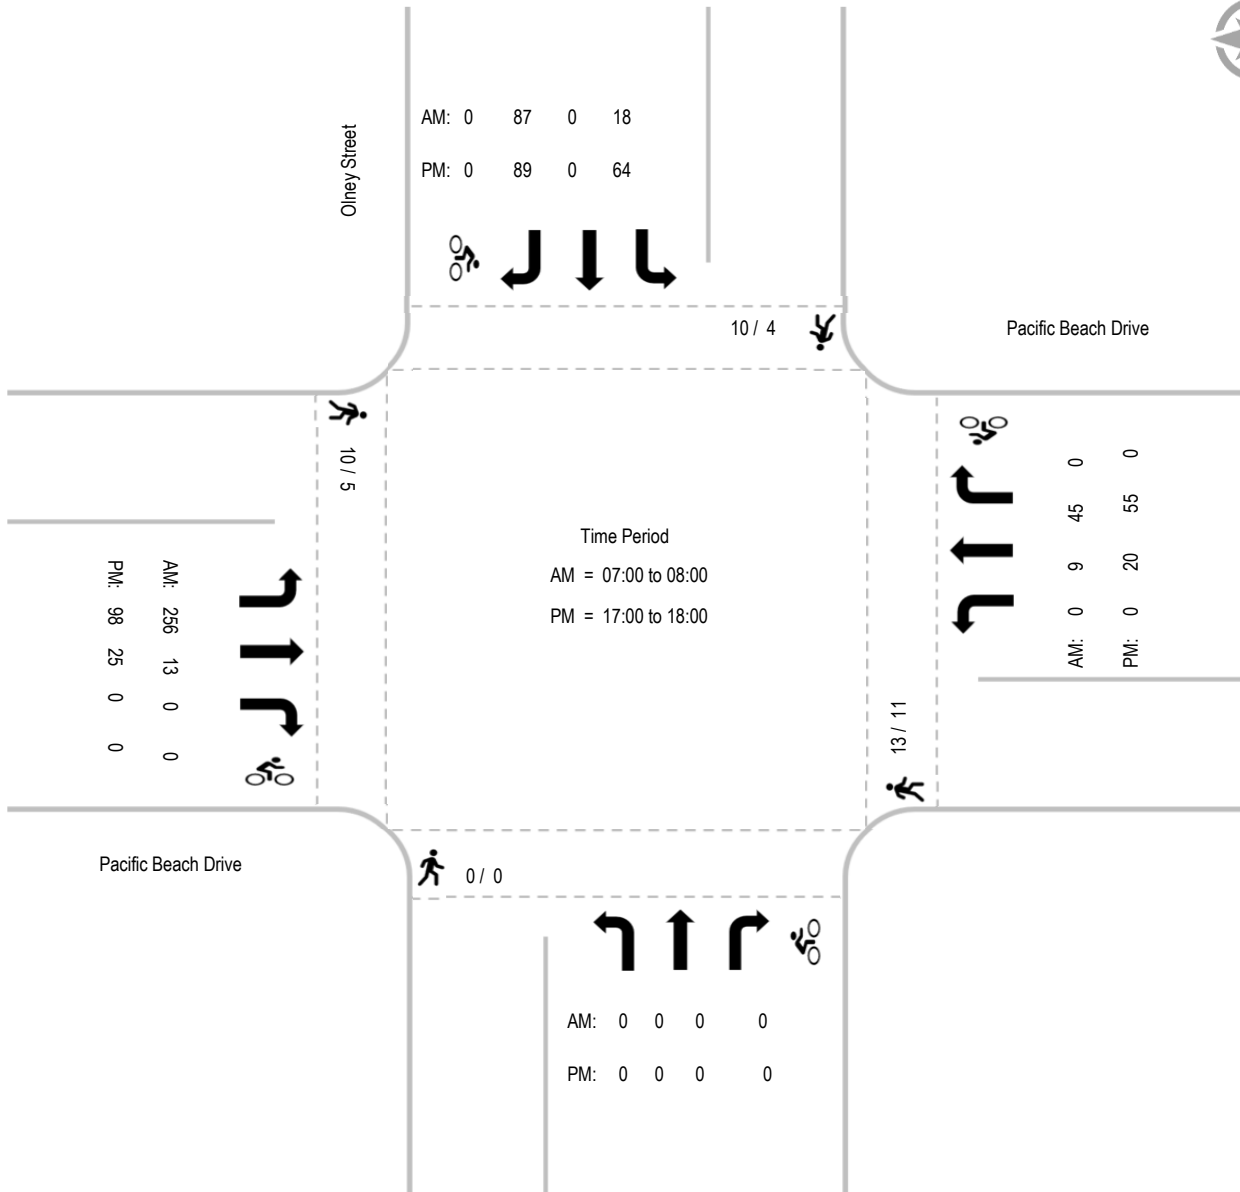 AM: 0 87 0 18
PM: 0 89 0 64
Olney Street
10 / 4
Pacific Beach Drive
10 / 5
AM: 0 9 45 0
PM: 0 20 55 0
Time Period
AM = 07:00 to 08:00
PM = 17:00 to 18:00
AM: 256 13 0 0
PM: 98 25 0 0
13 / 11
Pacific Beach Drive
0 / 0
AM: 0 0 0 0
PM: 0 0 0 0